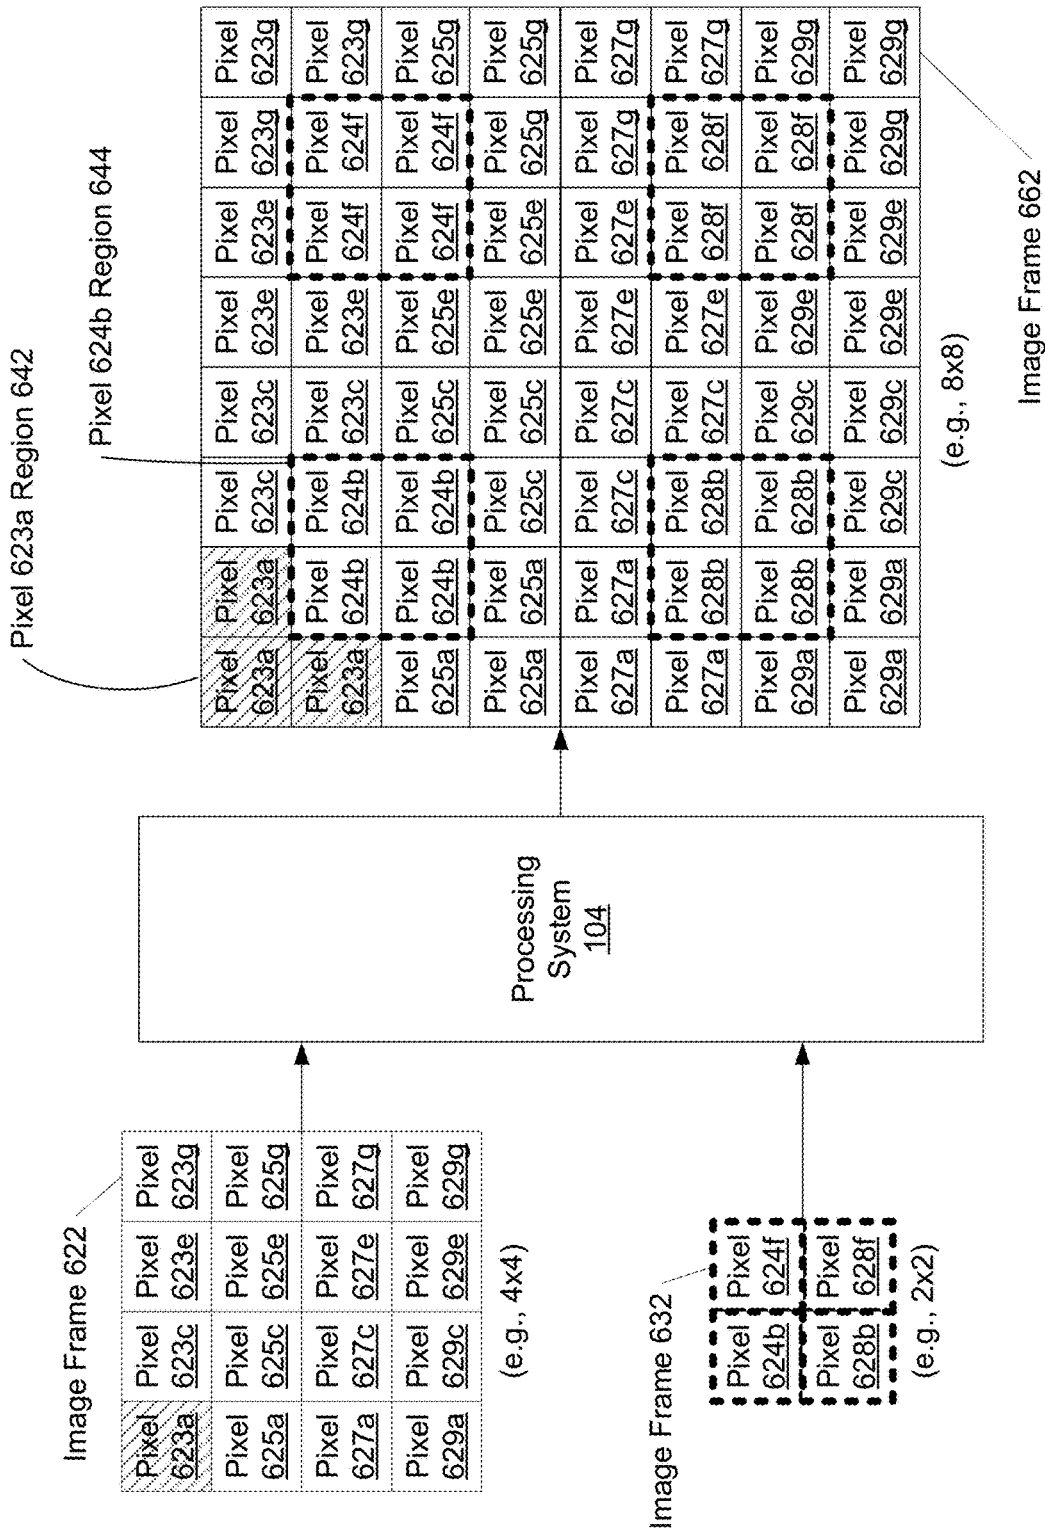 Image Frame 622
Pixel Pixel Pixel Pixel
623a 623c 623e 623g
Pixel Pixel Pixel Pixel
625a 625c 625e 625g
Pixel Pixel Pixel Pixel
627a 627c 627e 627g
Pixel Pixel Pixel Pixel
629a 629c 629e 629g
(e.g., 4x4)
Image Frame 632
Pixel Pixel
624b 624f
Pixel Pixel
628b 628f
(e.g., 2x2)
Processing
System
104
Pixel 623a Region 642
Pixel 624b Region 644
Pixel Pixel Pixel Pixel Pixel Pixel Pixel Pixel
623a 623a 623c 623c 623e 623e 623g 623g
Pixel Pixel Pixel Pixel Pixel Pixel Pixel Pixel
623a 624b 624b 623c 623e 624f 624f 623g
Pixel Pixel Pixel Pixel Pixel Pixel Pixel Pixel
625a 624b 624b 625c 625e 624f 624f 625g
Pixel Pixel Pixel Pixel Pixel Pixel Pixel Pixel
625a 625a 625c 625c 625e 625e 625g 625g
Pixel Pixel Pixel Pixel Pixel Pixel Pixel Pixel
627a 627a 627c 627c 627e 627e 627g 627g
Pixel Pixel Pixel Pixel Pixel Pixel Pixel Pixel
627a 628b 628b 627c 627e 628f 628f 627g
Pixel Pixel Pixel Pixel Pixel Pixel Pixel Pixel
629a 628b 628b 629c 629e 628f 628f 629g
Pixel Pixel Pixel Pixel Pixel Pixel Pixel Pixel
629a 629a 629c 629c 629e 629e 629g 629g
(e.g., 8x8)
Image Frame 662